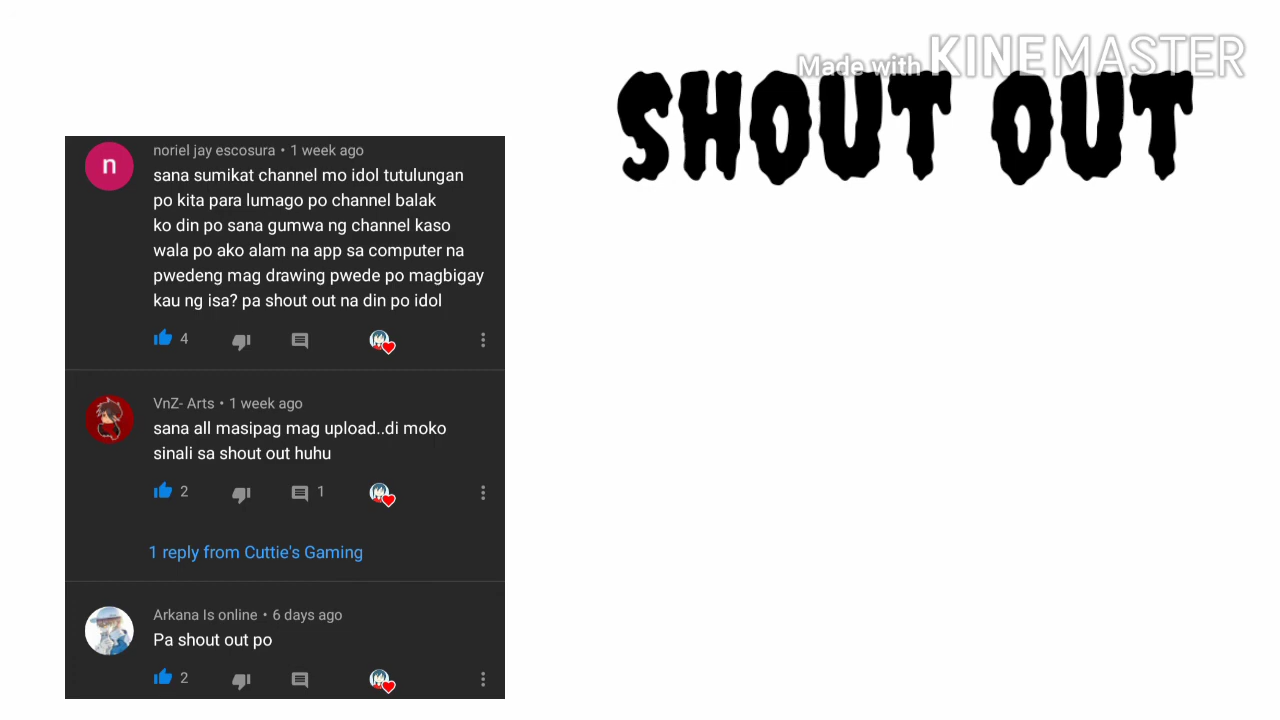 Made with KINEMASTER
SHOUT OUT
n
noriel jay escosura • 1 week ago
sana sumikat channel mo idol tutulungan
po kita para lumago po channel balak
ko din po sana gumwa ng channel kaso
wala po ako alam na app sa computer na
pwedeng mag drawing pwede po magbigay
kau ng isa? pa shout out na din po idol
4
VnZ- Arts • 1 week ago
sana all masipag mag upload..di moko
sinali sa shout out huhu
2 1
1 reply from Cuttie's Gaming
Arkana Is online • 6 days ago
Pa shout out po
2